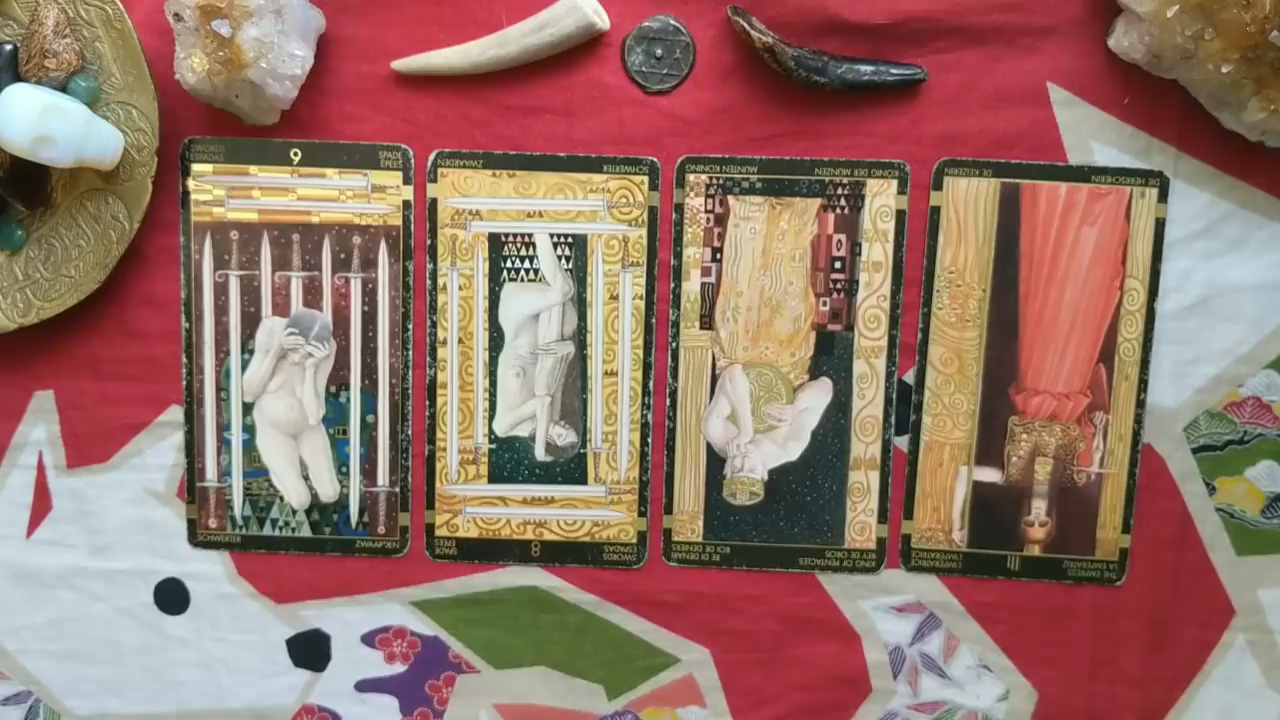 SWORDS
ESPADAS
9
SPADE
ÉPÉES
SCHWERTER
ZWAARDEN
SWORDS
ESPADAS
8
SPADE
ÉPÉES
SCHWERTER
ZWAARDEN
KING OF PENTACLES
REY DE OROS
RE DI DENARI
ROI DE DENIERS
KÖNIG DER MÜNZEN
MUNTEN KONING
THE EMPRESS
LA EMPERATRIZ
III
L'IMPERATRICE
L'IMPÉRATRICE
DIE HERRSCHERIN
DE KEIZERIN